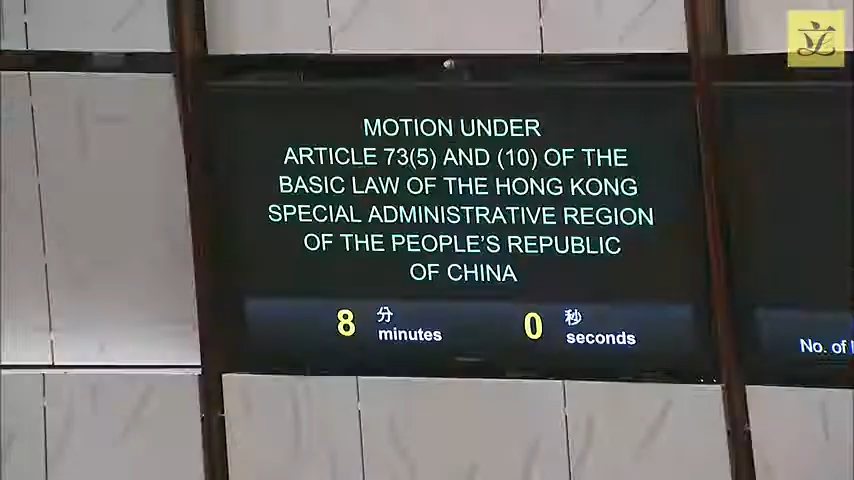 MOTION UNDER
ARTICLE 73(5) AND (10) OF THE
BASIC LAW OF THE HONG KONG
SPECIAL ADMINISTRATIVE REGION
OF THE PEOPLE'S REPUBLIC
OF CHINA
8 分 minutes 0 秒 seconds
No. of